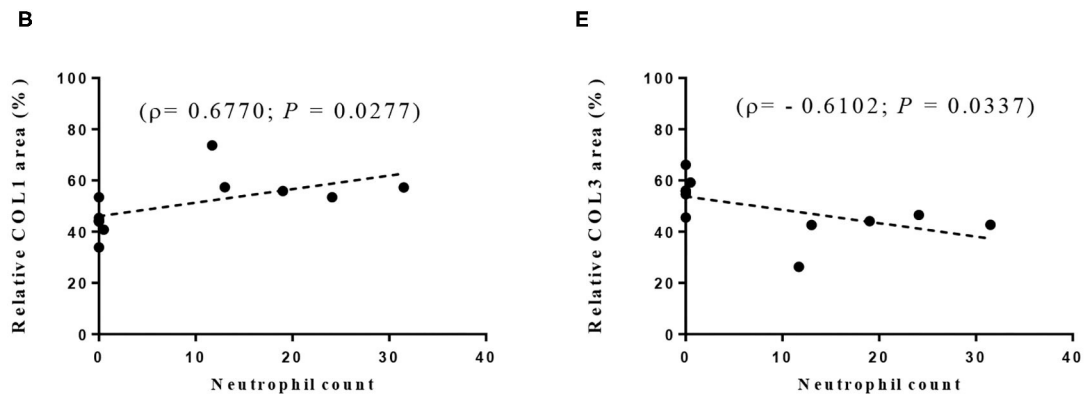 B
(ρ= 0.6770; P = 0.0277)
Relative COL1 area (%)
100
80
60
40
20
0
0 10 20 30 40
Neutrophil count
E
(ρ= - 0.6102; P = 0.0337)
Relative COL3 area (%)
100
80
60
40
20
0
0 10 20 30 40
Neutrophil count